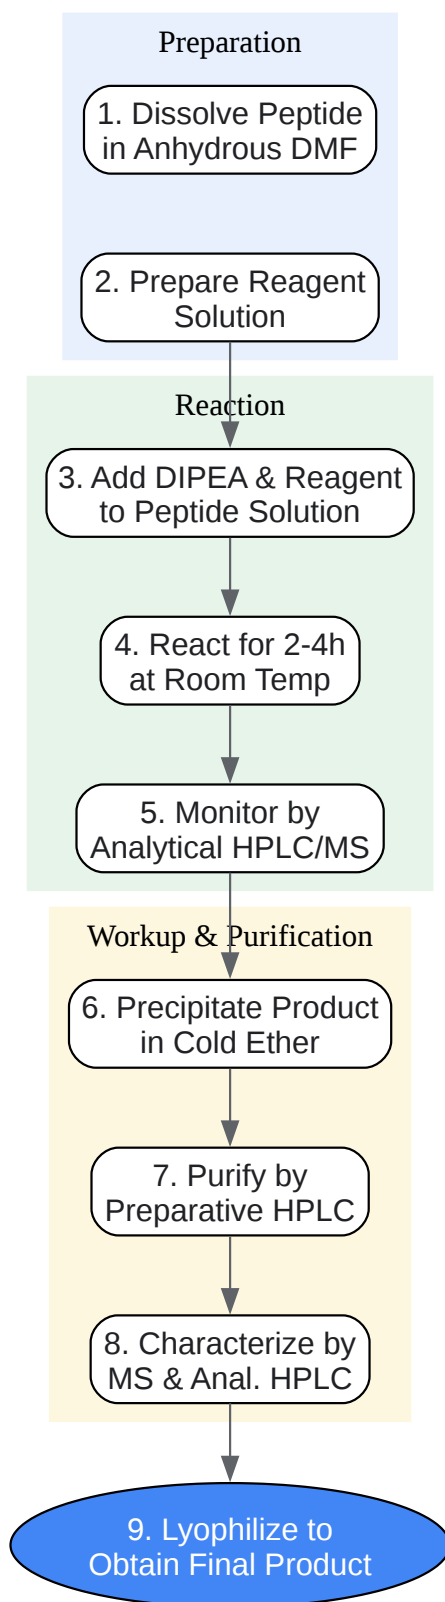 Preparation
1. Dissolve Peptide
in Anhydrous DMF
2. Prepare Reagent
Solution
Reaction
3. Add DIPEA & Reagent
to Peptide Solution
4. React for 2-4h
at Room Temp
5. Monitor by
Analytical HPLC/MS
Workup & Purification
6. Precipitate Product
in Cold Ether
7. Purify by
Preparative HPLC
8. Characterize by
MS & Anal. HPLC
9. Lyophilize to
Obtain Final Product